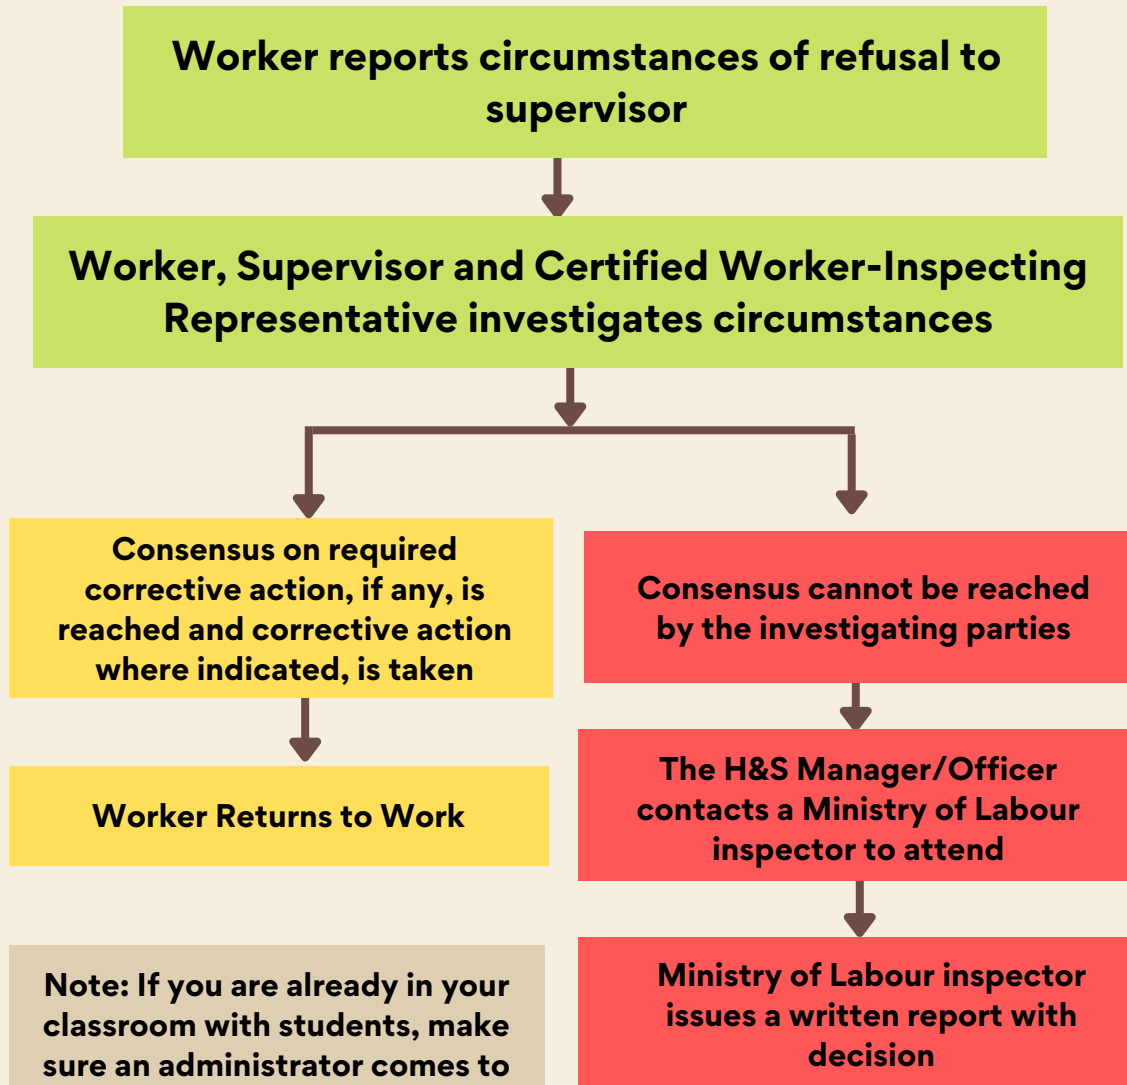 Worker reports circumstances of refusal to
supervisor
Worker, Supervisor and Certified Worker-Inspecting
Representative investigates circumstances
Consensus on required
corrective action, if any, is
reached and corrective action
where indicated, is taken
Worker Returns to Work
Consensus cannot be reached
by the investigating parties
The H&S Manager/Officer
contacts a Ministry of Labour
inspector to attend
Ministry of Labour inspector
issues a written report with
decision
Note: If you are already in your
classroom with students, make
sure an administrator comes to